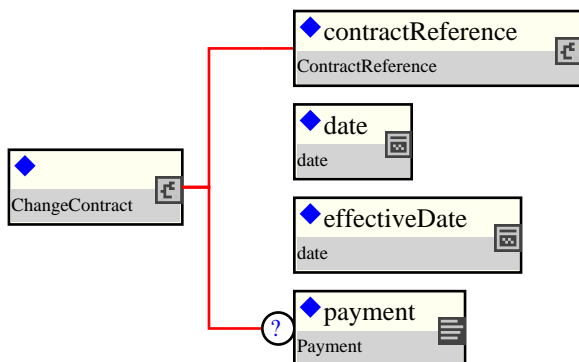 contractReference
ContractReference
date
date
ChangeContract
effectiveDate
date
?
payment
Payment